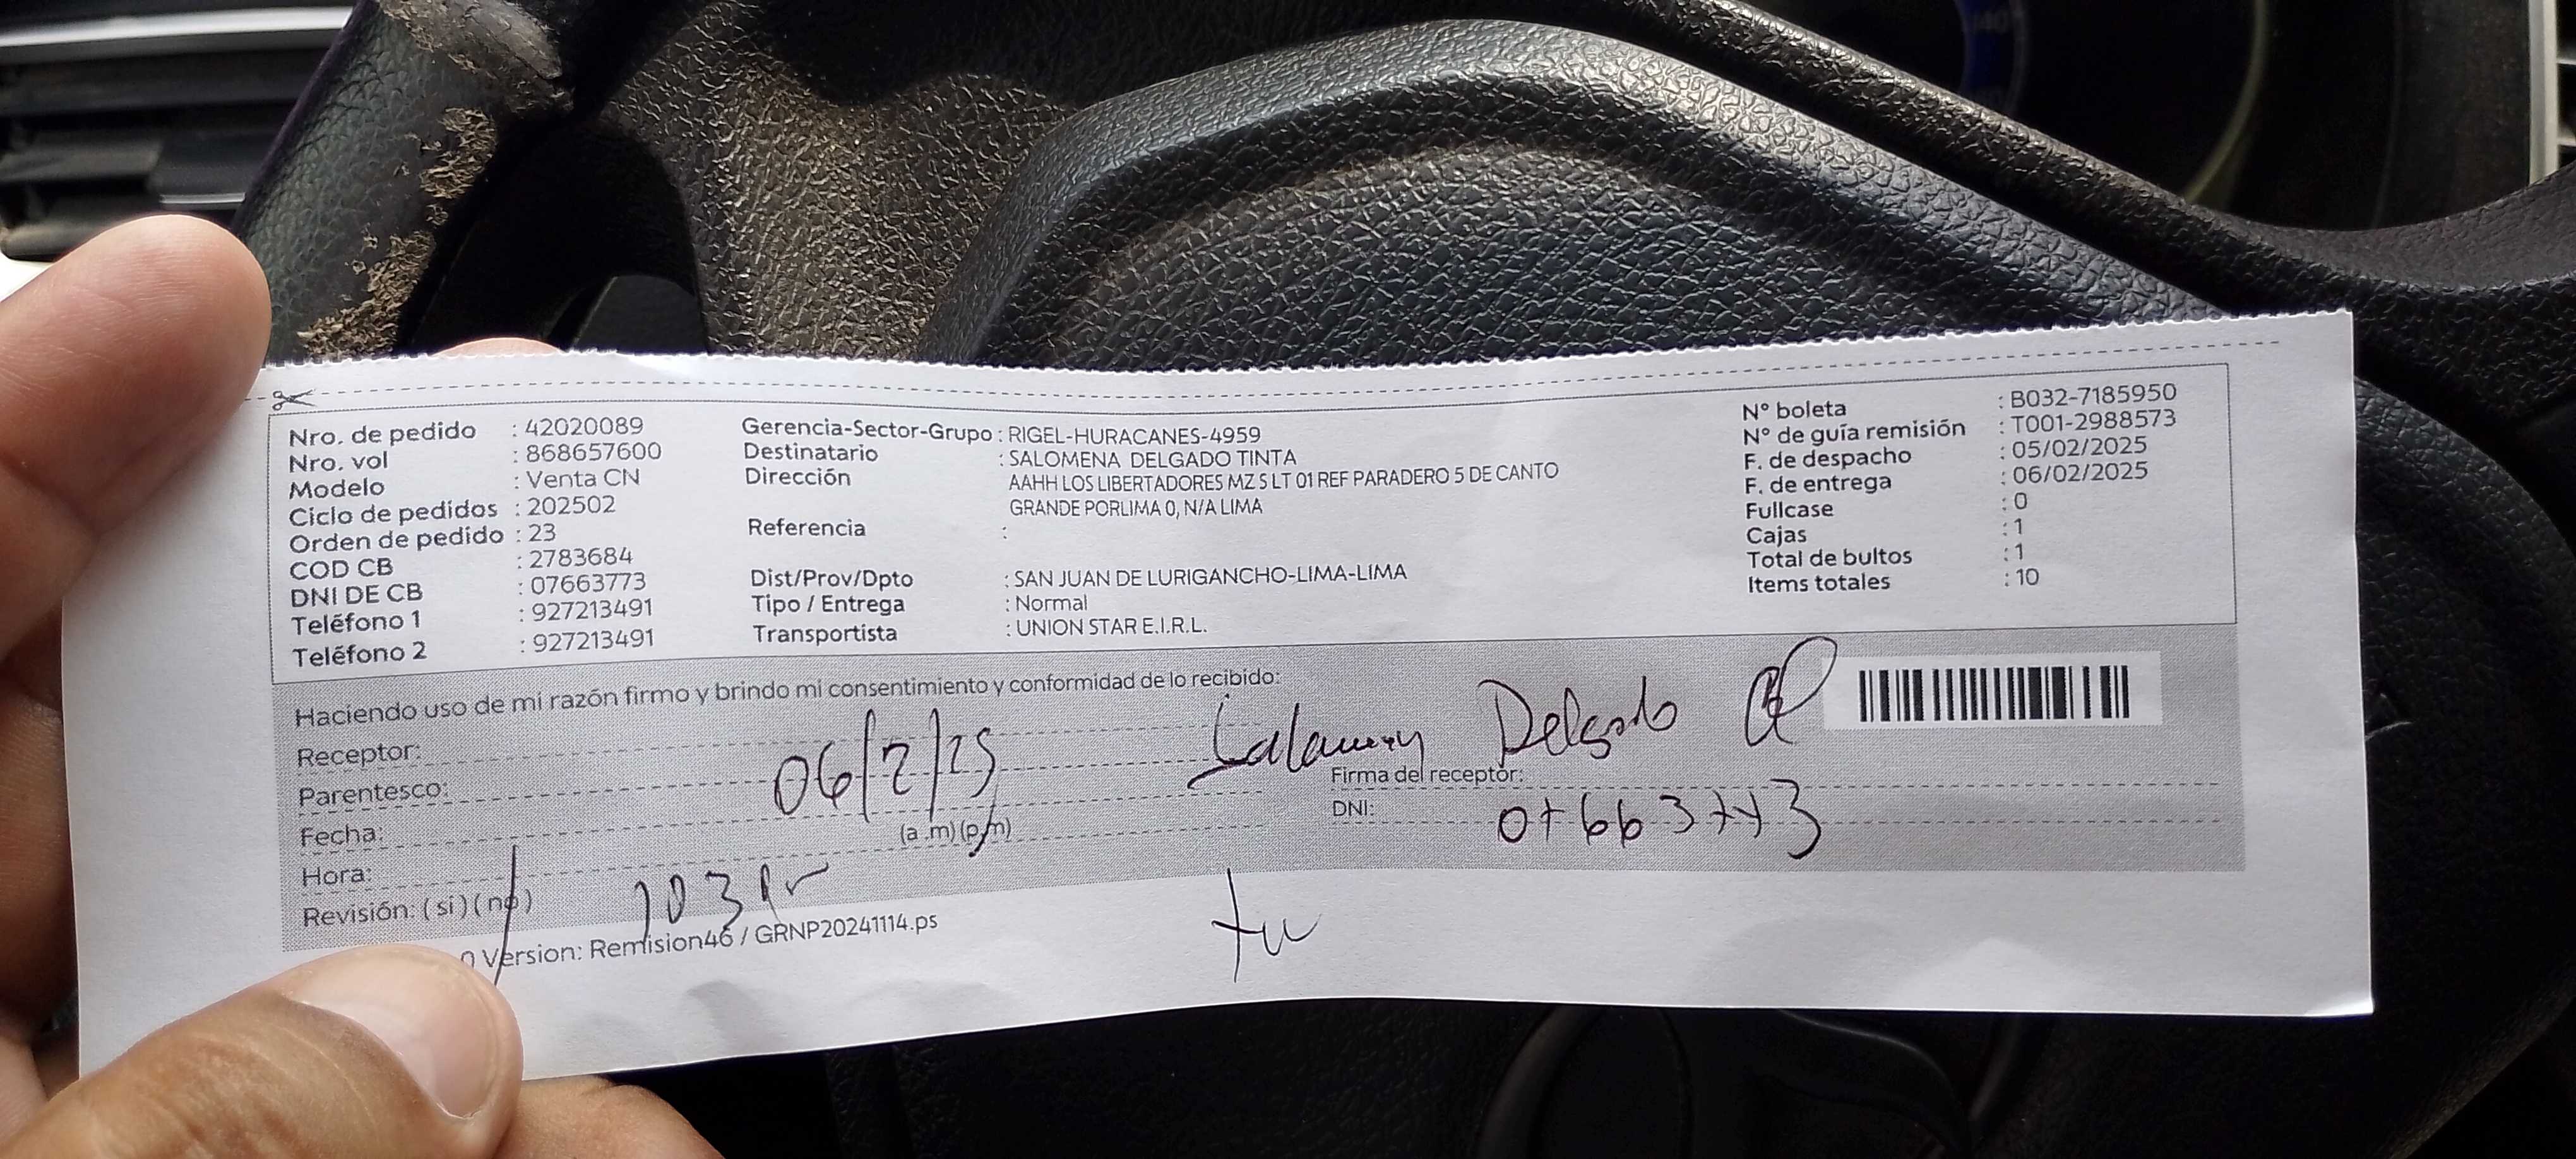 Nro. de pedido : 42020089
Nro. vol : 868657600
Modelo : Venta CN
Ciclo de pedidos : 202502
Orden de pedido : 23
COD CB : 2783684
DNI DE CB : 07663773
Teléfono 1 : 927213491
Teléfono 2 : 927213491
Gerencia-Sector-Grupo : RIGEL-HURACANES-4959
Destinatario : SALOMENA DELGADO TINTA
Dirección AAHH LOS LIBERTADORES MZ S LT 01 REF PARADERO 5 DE CANTO
GRANDE PORLIMA 0, N/A LIMA
Referencia :
Dist/Prov/Dpto : SAN JUAN DE LURIGANCHO-LIMA-LIMA
Tipo / Entrega : Normal
Transportista : UNION STAR E.I.R.L.
N° boleta : B032-7185950
N° de guía remisión : T001-2988573
F. de despacho : 05/02/2025
F. de entrega : 06/02/2025
Fullcase : 0
Cajas : 1
Total de bultos : 1
Items totales : 10
Haciendo uso de mi razón firmo y brindo mi consentimiento y conformidad de lo recibido:
Receptor:
Parentesco:
Fecha: 06/2/25
(a.m) (p.m)
Hora:
Revisión: (si) (no)
Delgado
Firma del receptor:
DNI: 07663773
0 Version: Remision46 / GRNP20241114.ps